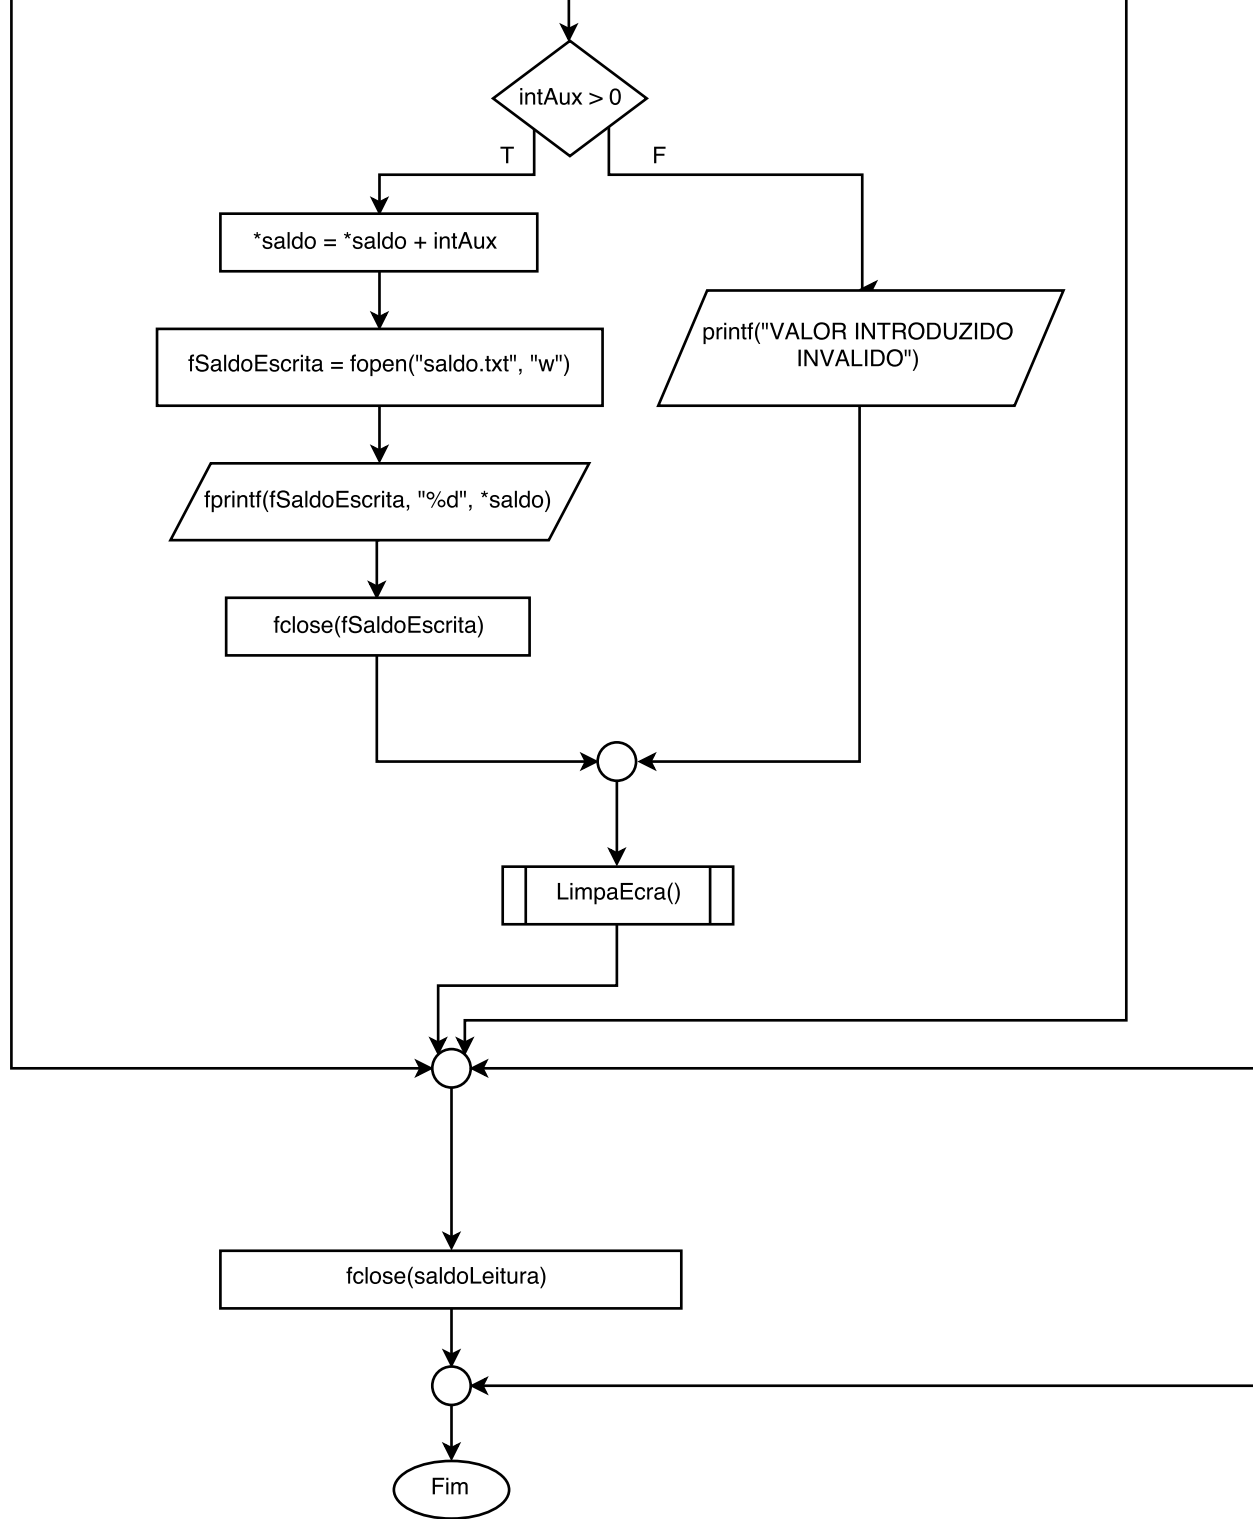 intAux > 0
T
F
*saldo = *saldo + intAux
fSaldoEscrita = fopen("saldo.txt", "w")
printf("VALOR INTRODUZIDO
INVALIDO")
fprintf(fSaldoEscrita, "%d", *saldo)
fclose(fSaldoEscrita)
LimpaEcra()
fclose(saldoLeitura)
Fim